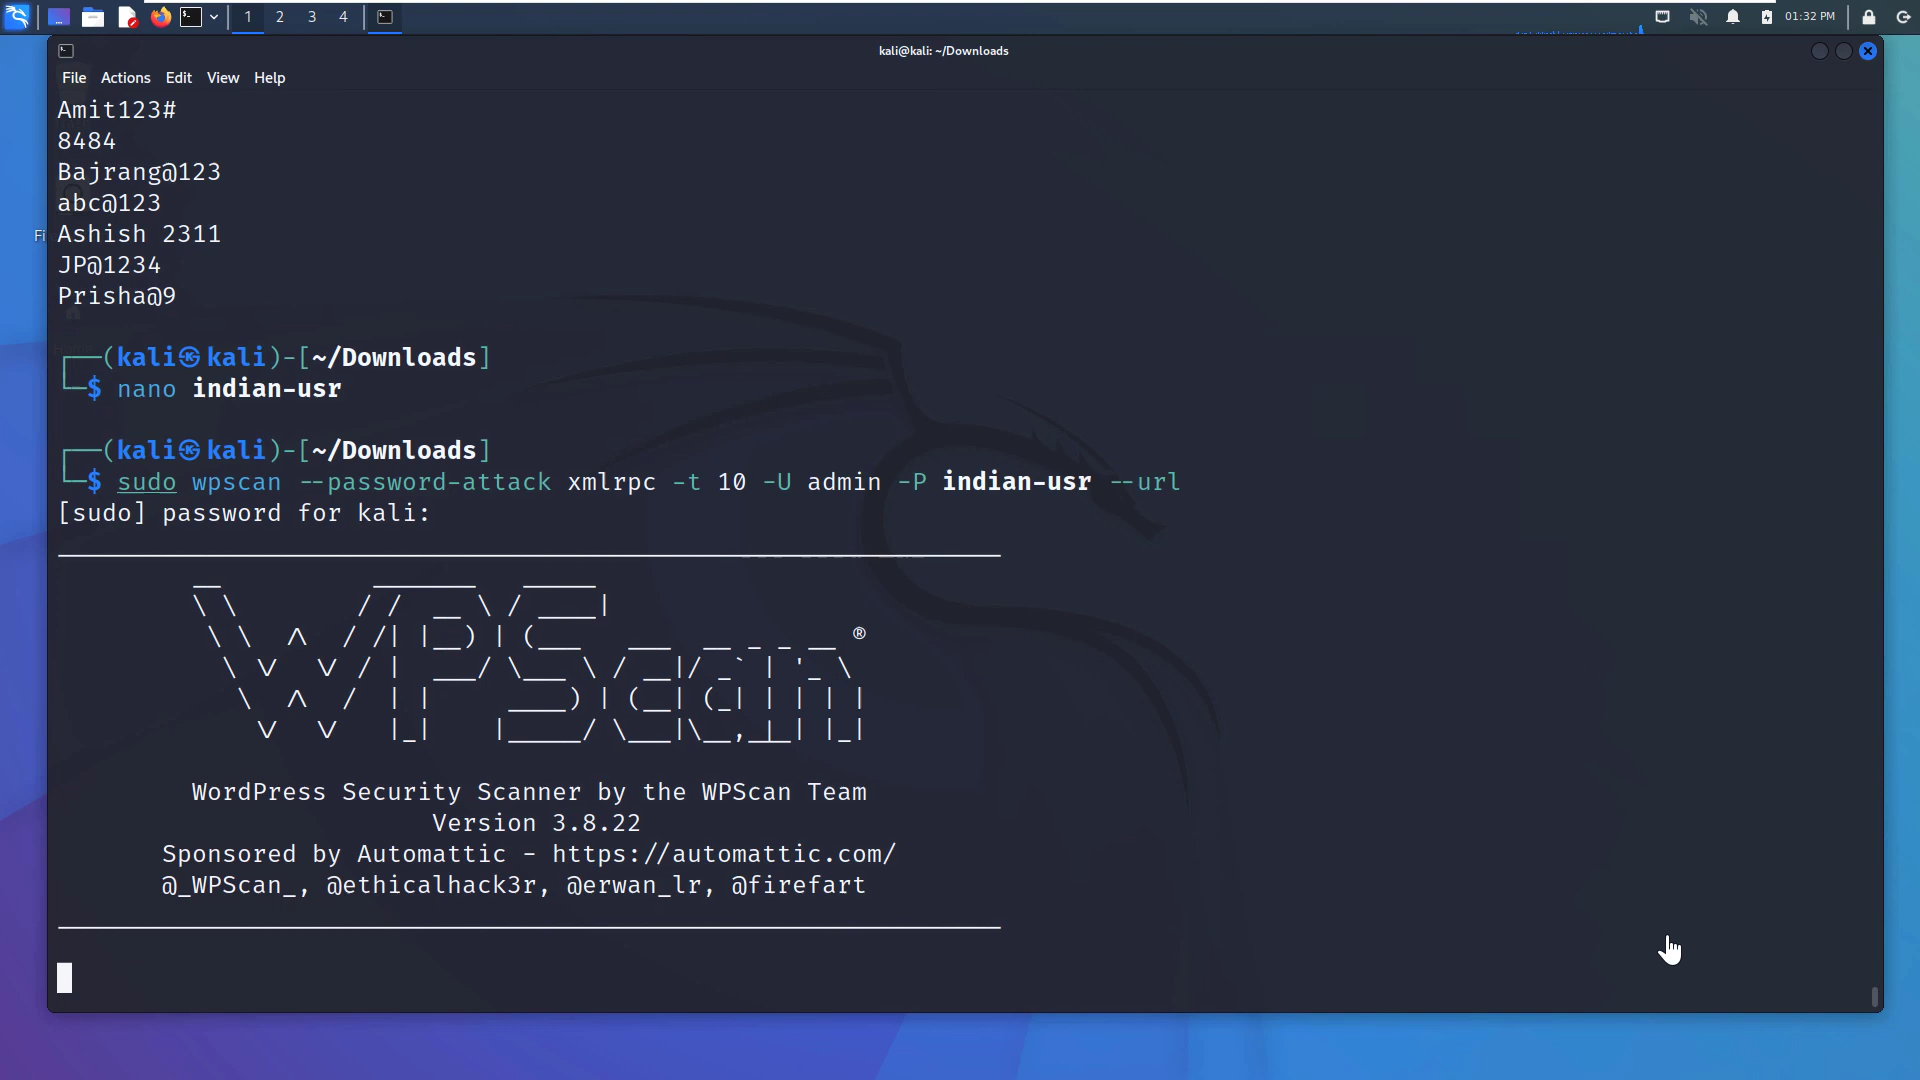 1 2 3 4 01:32 PM
kali@kali: ~/Downloads
File Actions Edit View Help
Amit123#
8484
Bajrang@123
abc@123
Ashish 2311
JP@1234
Prisha@9
(kali㉿kali)-[~/Downloads]
$ nano indian-usr
(kali㉿kali)-[~/Downloads]
$ sudo wpscan --password-attack xmlrpc -t 10 -U admin -P indian-usr --url
[sudo] password for kali:
WPScan ®
WordPress Security Scanner by the WPScan Team
Version 3.8.22
Sponsored by Automattic - https://automattic.com/
@_WPScan_, @ethicalhack3r, @erwan_lr, @firefart